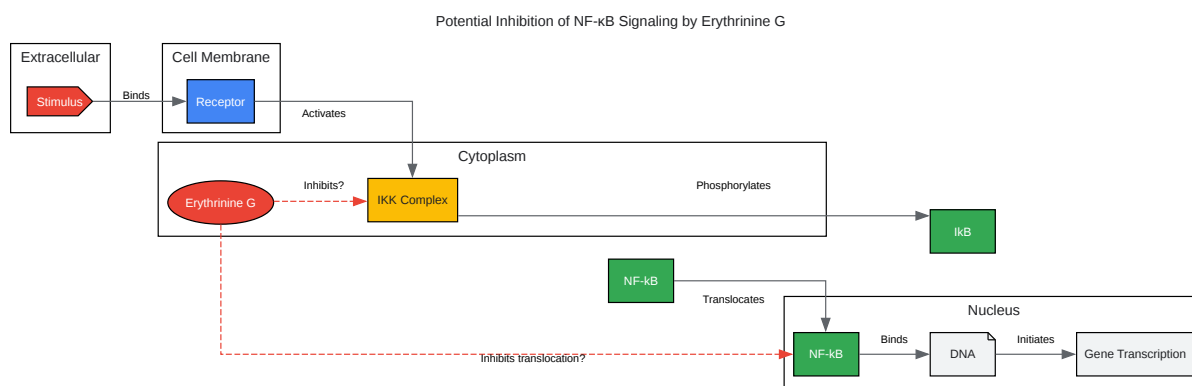 Potential Inhibition of NF-κB Signaling by Erythrinine G
Extracellular
Cell Membrane
Stimulus
Binds
Receptor
Activates
Cytoplasm
Erythrinine G
Inhibits?
IKK Complex
Phosphorylates
IkB
NF-kB
Translocates
Nucleus
Inhibits translocation?
NF-kB
Binds
DNA
Initiates
Gene Transcription